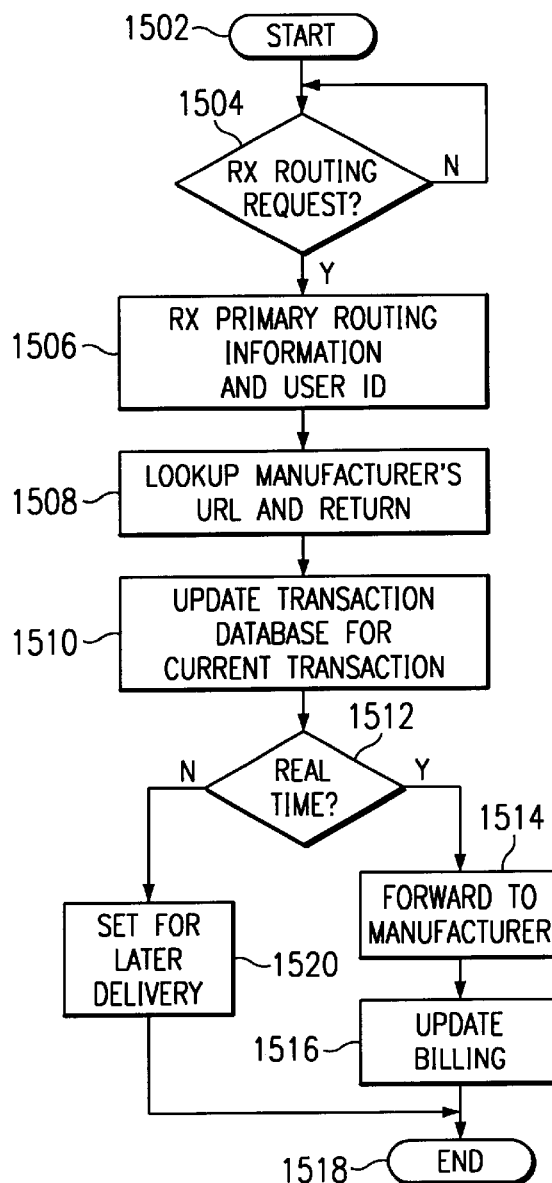 1502
START
1504
RX ROUTING
REQUEST?
N
Y
1506
RX PRIMARY ROUTING
INFORMATION
AND USER ID
1508
LOOKUP MANUFACTURER'S
URL AND RETURN
1510
UPDATE TRANSACTION
DATABASE FOR
CURRENT TRANSACTION
1512
N
REAL
TIME?
Y
1514
FORWARD TO
MANUFACTURER
SET FOR
LATER
DELIVERY
1520
1516
UPDATE
BILLING
1518
END